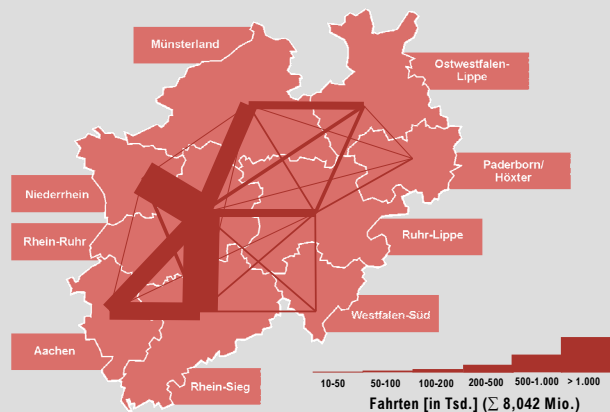 Münsterland
Ostwestfalen-
Lippe
Paderborn/
Höxter
Niederrhein
Rhein-Ruhr
Ruhr-Lippe
Westfalen-Süd
Aachen
Rhein-Sieg
10-50 50-100 100-200 200-500 500-1.000 > 1.000
Fahrten [in Tsd.] (∑ 8,042 Mio.)